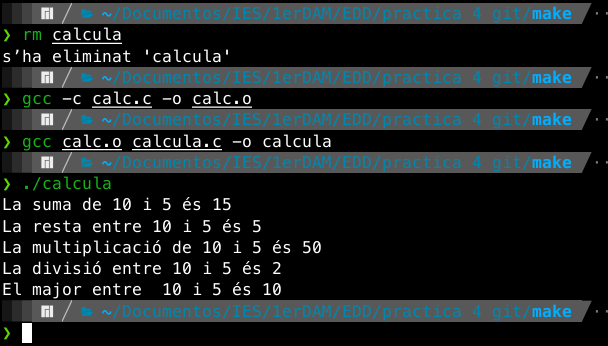 ~/Documentos/IES/1erDAM/EDD/practica 4 git/make
❯ rm calcula
s’ha eliminat 'calcula'
~/Documentos/IES/1erDAM/EDD/practica 4 git/make
❯ gcc -c calc.c -o calc.o
~/Documentos/IES/1erDAM/EDD/practica 4 git/make
❯ gcc calc.o calcula.c -o calcula
~/Documentos/IES/1erDAM/EDD/practica 4 git/make
❯ ./calcula
La suma de 10 i 5 és 15
La resta entre 10 i 5 és 5
La multiplicació de 10 i 5 és 50
La divisió entre 10 i 5 és 2
El major entre  10 i 5 és 10
~/Documentos/IES/1erDAM/EDD/practica 4 git/make
❯